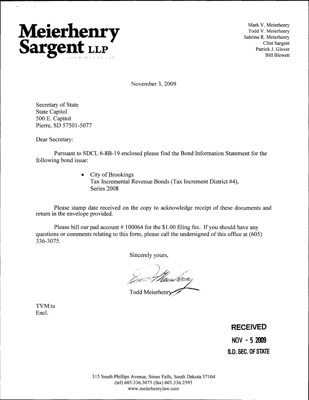 Meierhenry
Sargent LLP
Mark V. Meierhenry
Todd V. Meierhenry
Sabrina R. Meierhenry
Clint Sargent
Patrick J. Glover
Bill Blewett
November 3, 2009
Secretary of State
State Capitol
500 E. Capitol
Pierre, SD 57501-5077
Dear Secretary:
Pursuant to SDCL 6-8B-19 enclosed please find the Bond Information Statement for the
following bond issue:
• City of Brookings
Tax Incremental Revenue Bonds (Tax Increment District #4),
Series 2008
Please stamp date received on the copy to acknowledge receipt of these documents and
return in the envelope provided.
Please bill our pad account # 100064 for the $1.00 filing fee. If you should have any
questions or comments relating to this form, please call the undersigned of this office at (605)
336-3075.
Sincerely yours,
Todd Meierhenry
TVM:ts
Encl.
RECEIVED
NOV - 5 2009
S.D. SEC. OF STATE
315 South Phillips Avenue, Sioux Falls, South Dakota 57104
(tel) 605.336.3075 (fax) 605.336.2593
www.meierhenrylaw.com